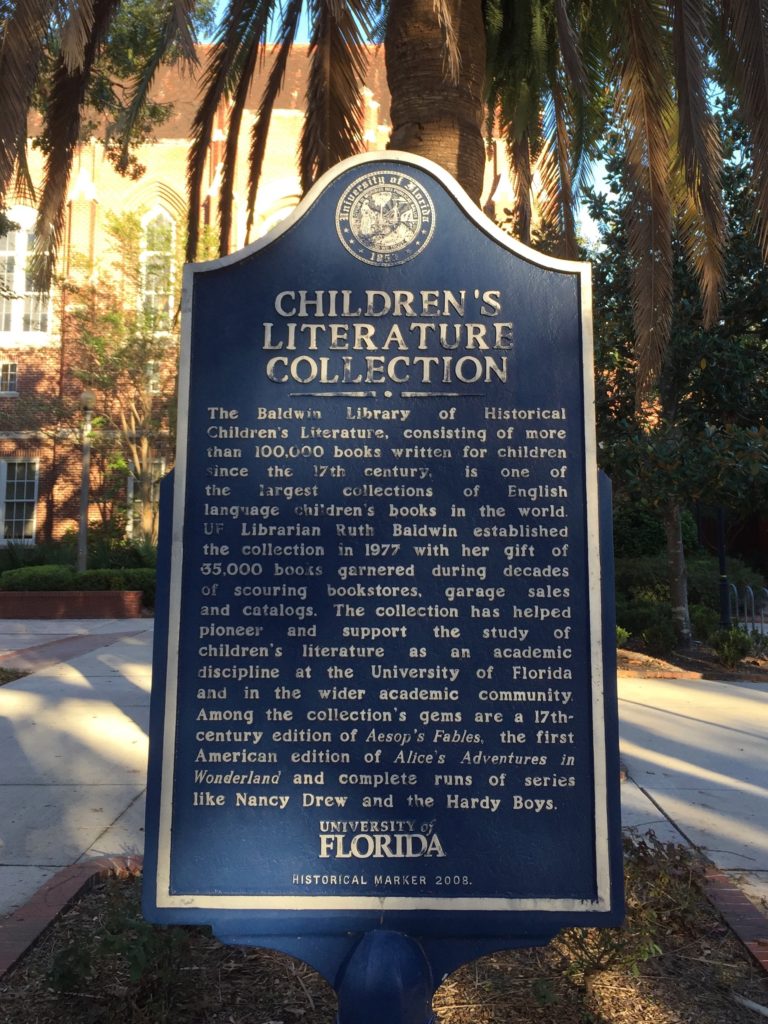 University of Florida
1853
CHILDREN'S
LITERATURE
COLLECTION
The Baldwin Library of Historical
Children's Literature, consisting of more
than 100,000 books written for children
since the 17th century, is one of
the largest collections of English
language children's books in the world.
UF Librarian Ruth Baldwin established
the collection in 1977 with her gift of
35,000 books garnered during decades
of scouring bookstores, garage sales
and catalogs. The collection has helped
pioneer and support the study of
children's literature as an academic
discipline at the University of Florida
and in the wider academic community.
Among the collection's gems are a 17th-
century edition of Aesop's Fables, the first
American edition of Alice's Adventures in
Wonderland and complete runs of series
like Nancy Drew and the Hardy Boys.
UNIVERSITY of
FLORIDA
HISTORICAL MARKER 2008.